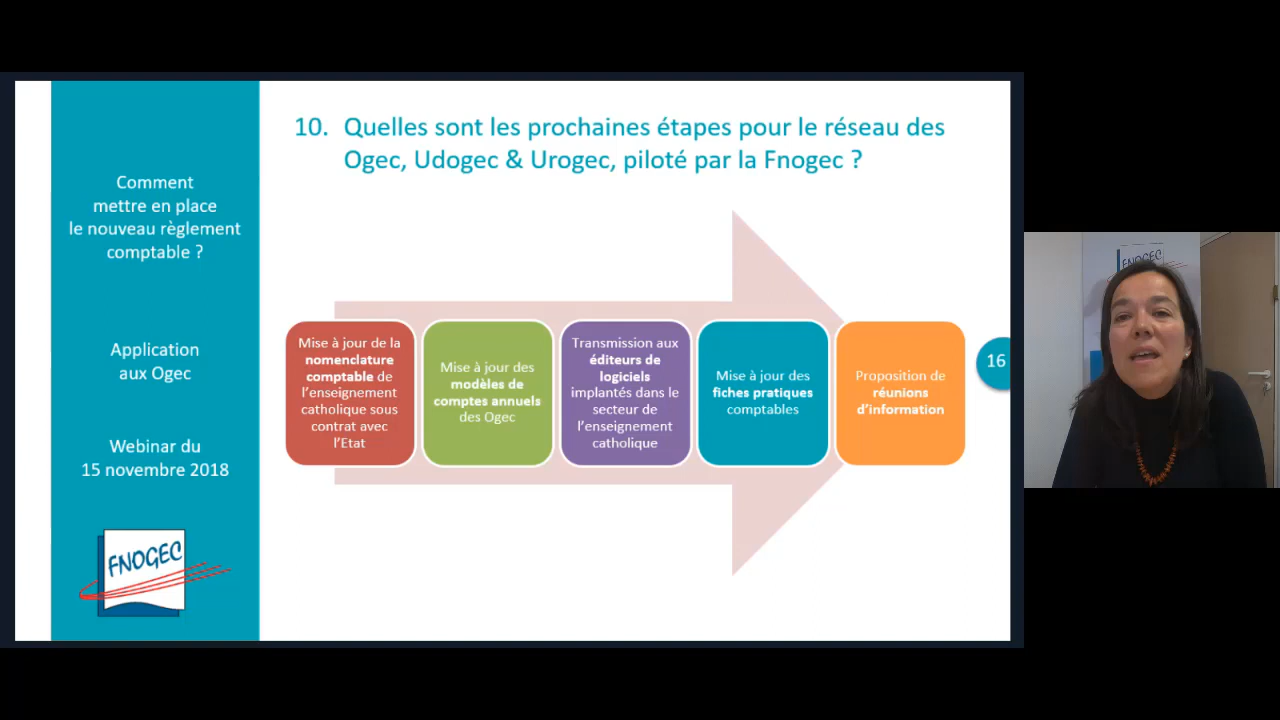 10. Quelles sont les prochaines étapes pour le réseau des
Ogec, Udogec & Urogec, piloté par la Fnogec ?
Comment
mettre en place
le nouveau règlement
comptable ?
Application
aux Ogec
Webinar du
15 novembre 2018
FNOGEC
Mise à jour de la
nomenclature
comptable de
l'enseignement
catholique sous
contrat avec
l'Etat
Mise à jour des
modèles de
comptes annuels
des Ogec
Transmission aux
éditeurs de
logiciels
implantés dans le
secteur de
l'enseignement
catholique
Mise à jour des
fiches pratiques
comptables
Proposition de
réunions
d'information
16
FNOGEC